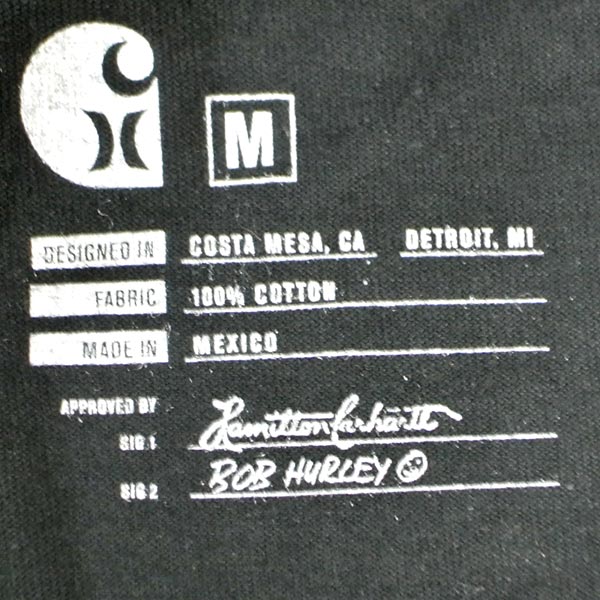 M
DESIGNED IN COSTA MESA, CA DETROIT, MI
FABRIC 100% COTTON
MADE IN MEXICO
APPROVED BY
SIG.1 Hamilton Carhartt
SIG.2 BOB HURLEY